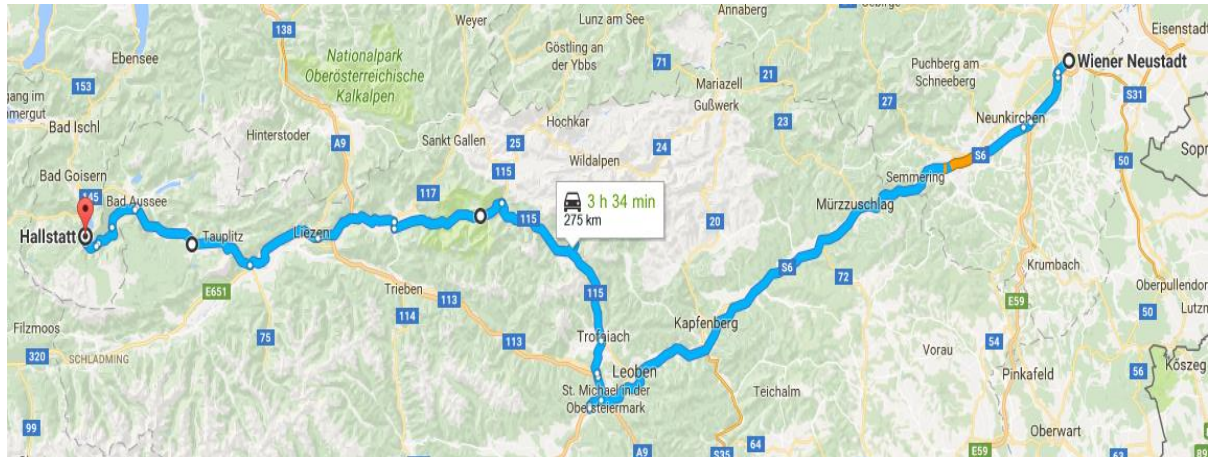 Annaberg
Weyer
Lunz am See
138
Eisenstadt
Ebensee
Nationalpark
Oberösterreichische
Kalkalpen
Göstling an
der Ybbs
71
21
Puchberg am
Schneeberg
Wiener Neustadt
153
Mariazell
S31
Gußwerk
27
Hochkar
Neunkirchen
Bad Ischl
Hinterstoder
A9
Sankt Gallen
25
23
24
50
Wildalpen
S6
Bad Goisern
115
Semmering
145
Bad Aussee
117
3 h 34 min
275 km
Mürzzuschlag
Hallstatt
Tauplitz
Liezen
115
20
S6
Krumbach
72
E651
Trieben
115
E59
Oberpullendorf
113
114
Kapfenberg
50
Filzmoos
75
Trofaiach
113
54
320
SCHLADMING
Leoben
Vorau
Kőszeg
St. Michael in der
Obersteiermark
Teichalm
Pinkafeld
56
99
Oberwart
A9
S35
64
E59
63